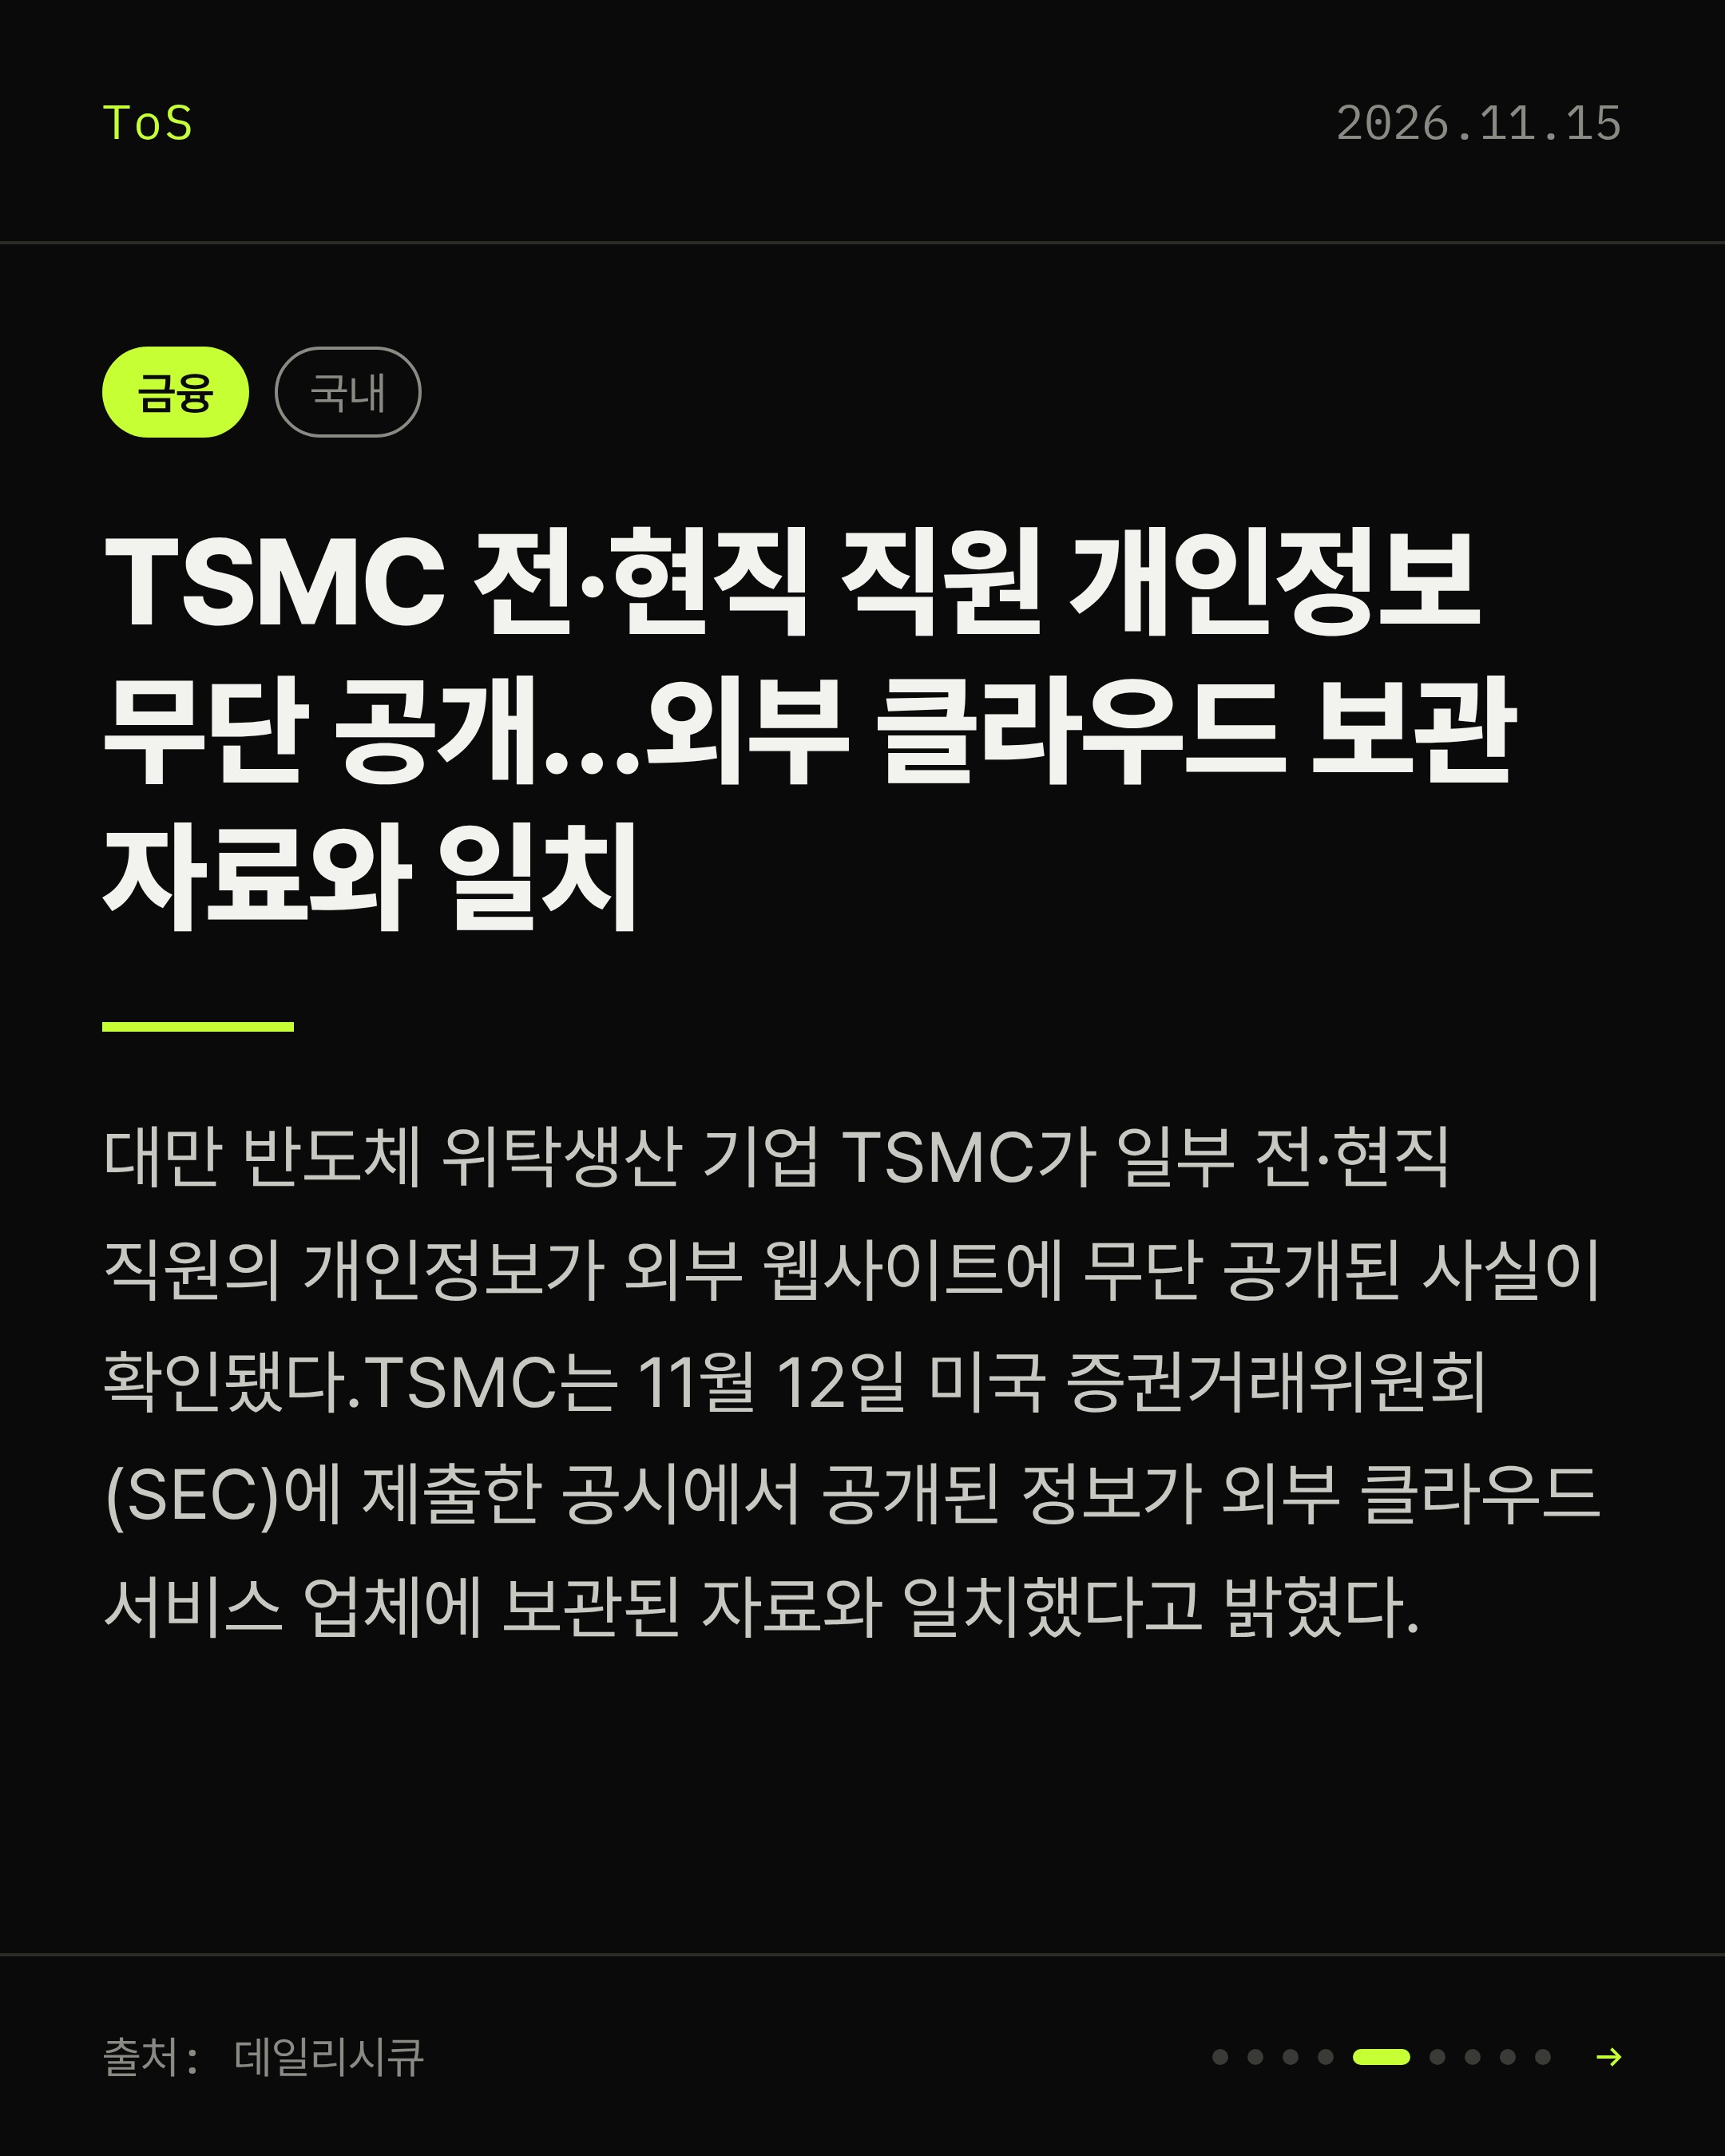 ToS
2026.11.15
금융
국내
TSMC 전·현직 직원 개인정보
무단 공개...외부 클라우드 보관
자료와 일치
대만 반도체 위탁생산 기업 TSMC가 일부 전·현직
직원의 개인정보가 외부 웹사이트에 무단 공개된 사실이
확인됐다.TSMC는 11월 12일 미국 증권거래위원회
(SEC)에 제출한 공시에서 공개된 정보가 외부 클라우드
서비스 업체에 보관된 자료와 일치했다고 밝혔다.
출처: 데일리시큐
→